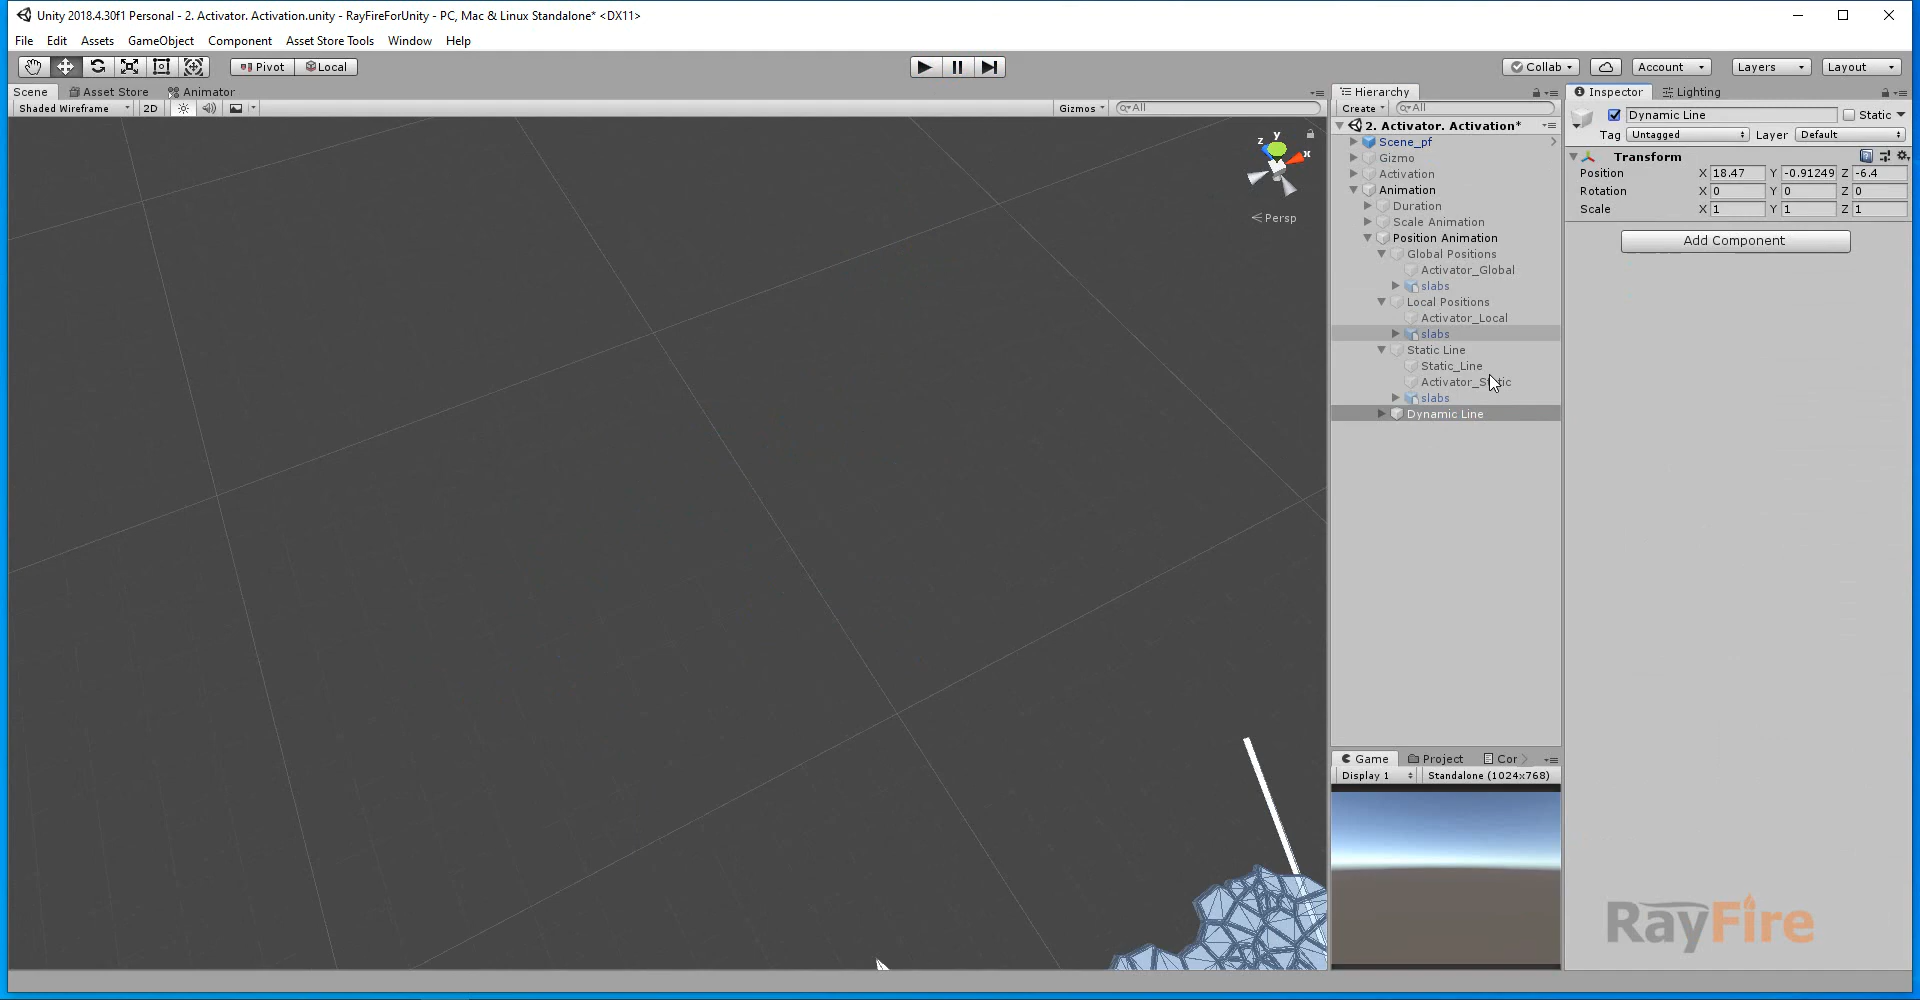 Unity 2018.4.30f1 Personal - 2. Activator. Activation.unity - RayFireForUnity - PC, Mac & Linux Standalone* <DX11>
File Edit Assets GameObject Component Asset Store Tools Window Help
Pivot Local Collab Account Layers Layout
Scene Asset Store Animator
Shaded Wireframe 2D Gizmos All
y
z
x
Persp
Hierarchy
Create All
2. Activator. Activation*
Scene_pf
Gizmo
Activation
Animation
Duration
Scale Animation
Position Animation
Global Positions
Activator_Global
slabs
Local Positions
Activator_Local
slabs
Static Line
Static_Line
Activator_Static
slabs
Dynamic Line
Game Project Cor
Display 1 Standalone (1024x768)
Inspector Lighting
Dynamic Line Static
Tag Untagged Layer Default
Transform
Position X 18.47 Y -0.91249 Z -6.4
Rotation X 0 Y 0 Z 0
Scale X 1 Y 1 Z 1
Add Component
RayFire